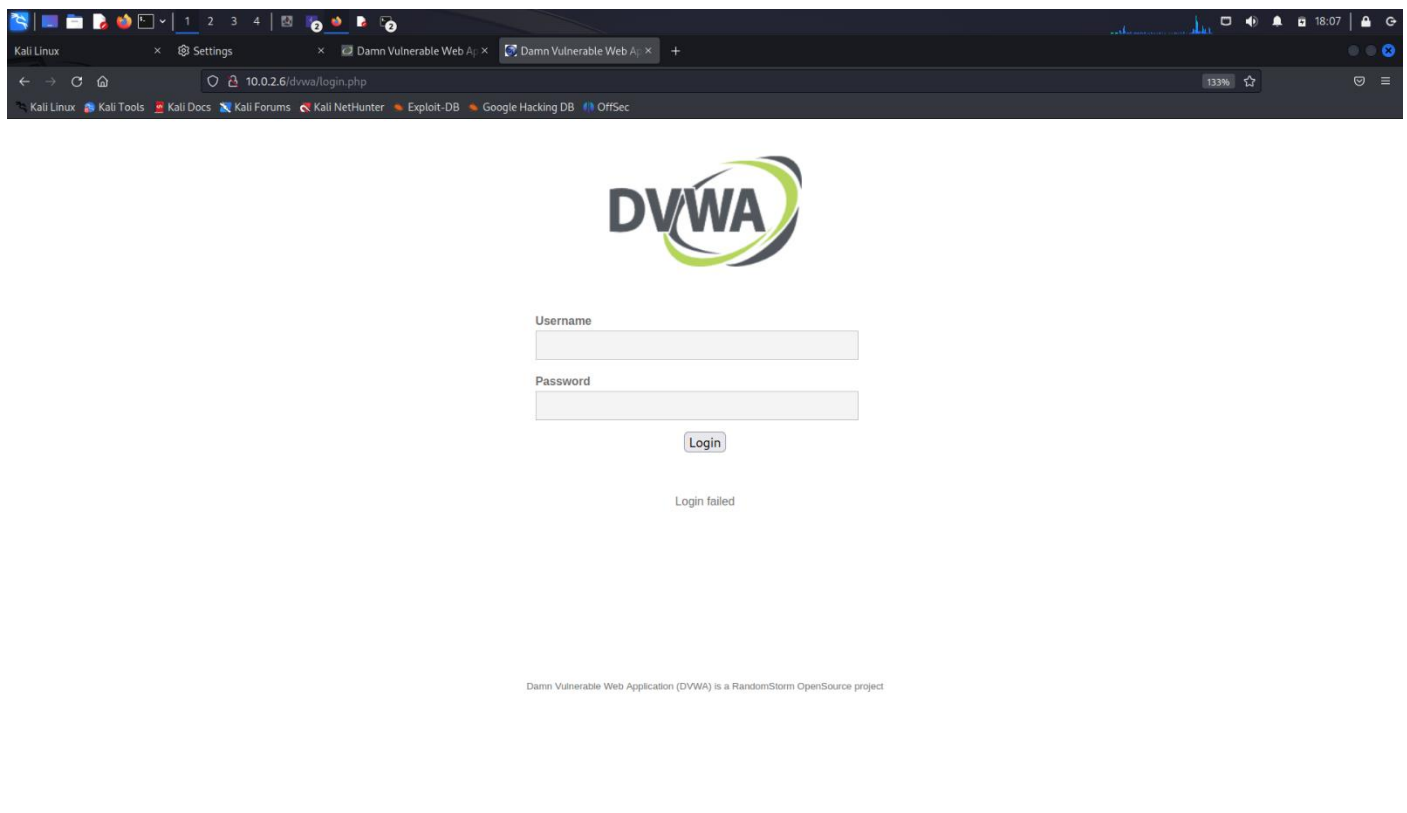 1 2 3 4 2 2 18:07
Kali Linux Settings Damn Vulnerable Web Ap Damn Vulnerable Web Ap
10.0.2.6/dvwa/login.php 133%
Kali Linux Kali Tools Kali Docs Kali Forums Kali NetHunter Exploit-DB Google Hacking DB OffSec
DVWA
Username
Password
Login
Login failed
Damn Vulnerable Web Application (DVWA) is a RandomStorm OpenSource project